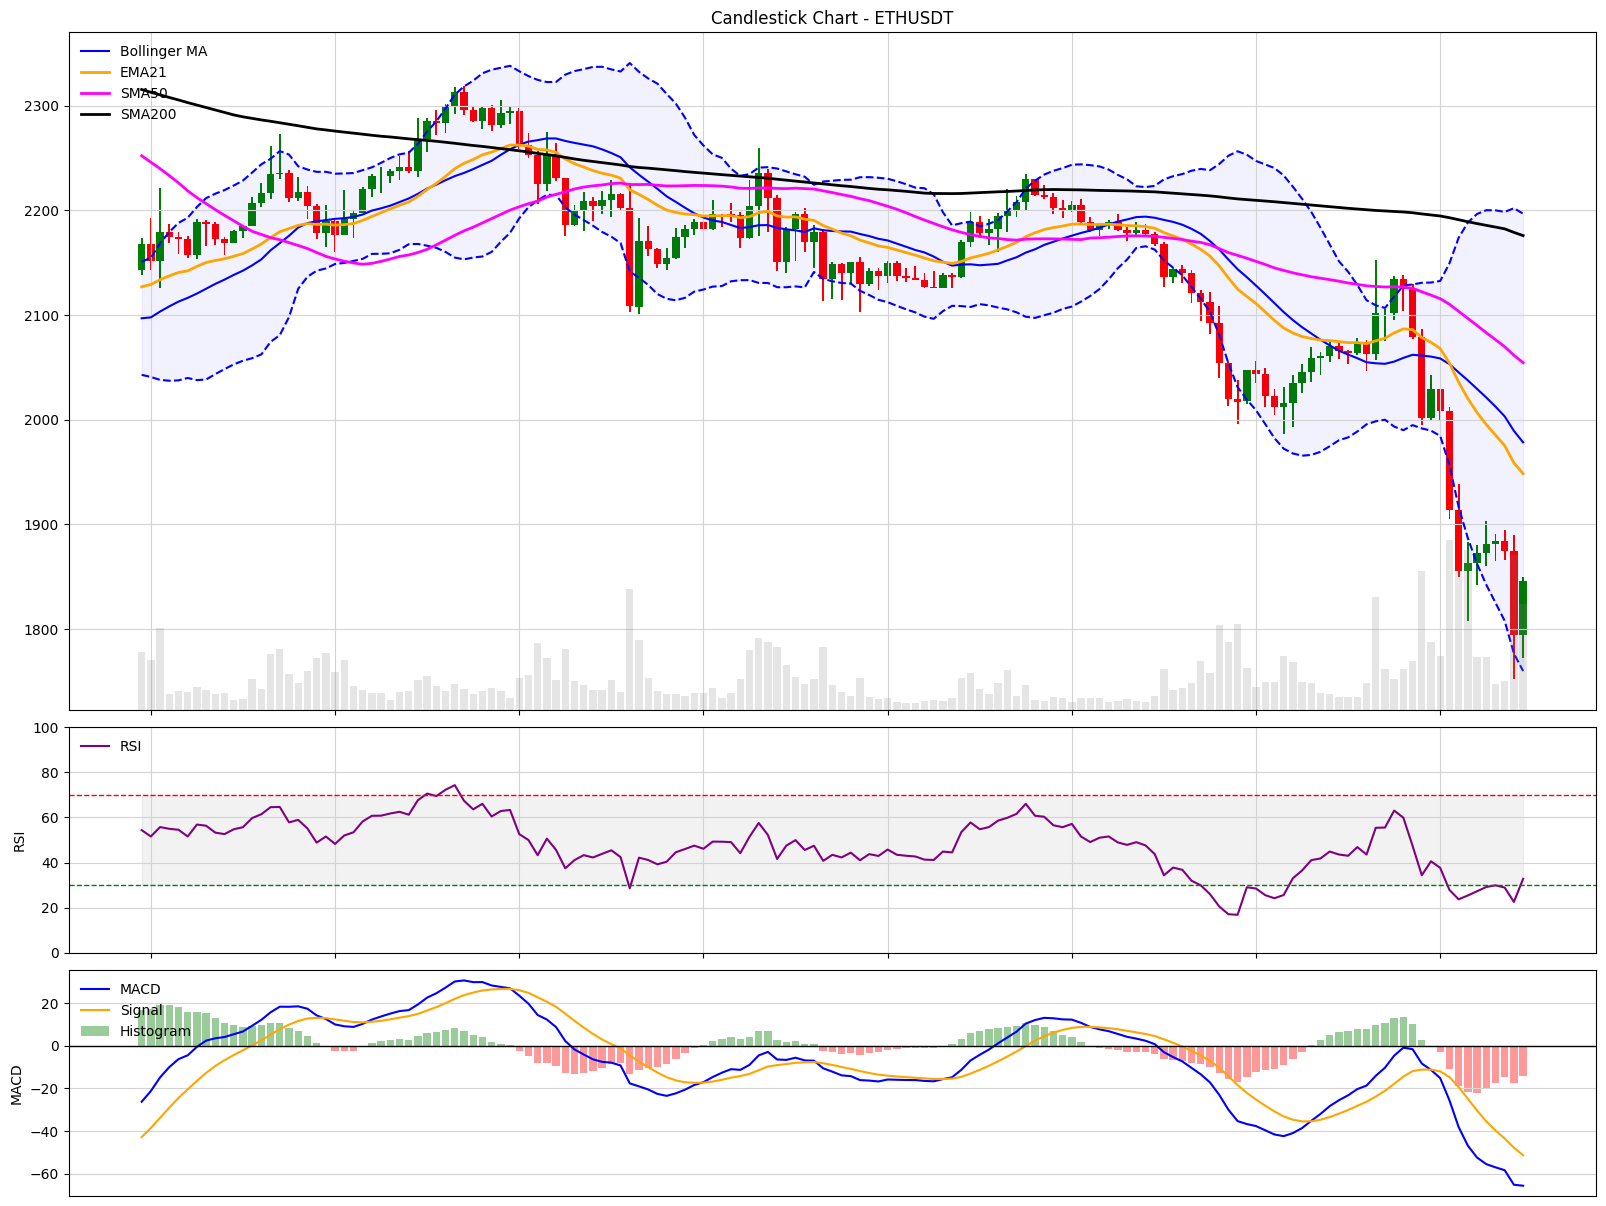 Candlestick Chart - ETHUSDT
Bollinger MA
EMA21
SMA50
SMA200
2300
2200
2100
2000
1900
1800
100
80
60
40
20
0
RSI
RSI
20
0
−20
−40
−60
MACD
MACD
Signal
Histogram